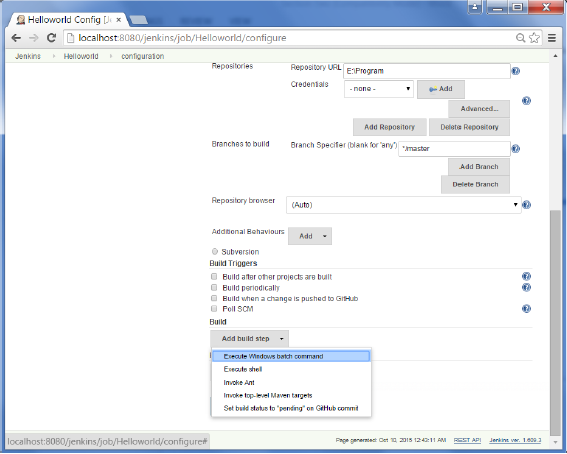 Helloworld Config [J
localhost:8080/jenkins/job/Helloworld/configure
Jenkins Helloworld configuration
Repositories
Repository URL E:\Program
Credentials - none - Add
Advanced...
Add Repository Delete Repository
Branches to build
Branch Specifier (blank for 'any') */master
Add Branch
Delete Branch
Repository browser (Auto)
Additional Behaviours Add
Subversion
Build Triggers
Build after other projects are built
Build periodically
Build when a change is pushed to GitHub
Poll SCM
Build
Add build step
Execute Windows batch command
Execute shell
Invoke Ant
Invoke top-level Maven targets
Set build status to "pending" on GitHub commit
localhost:8080/jenkins/job/Helloworld/configure# Page generated: Oct 10, 2015 12:43:11 AM REST API Jenkins ver. 1.609.3